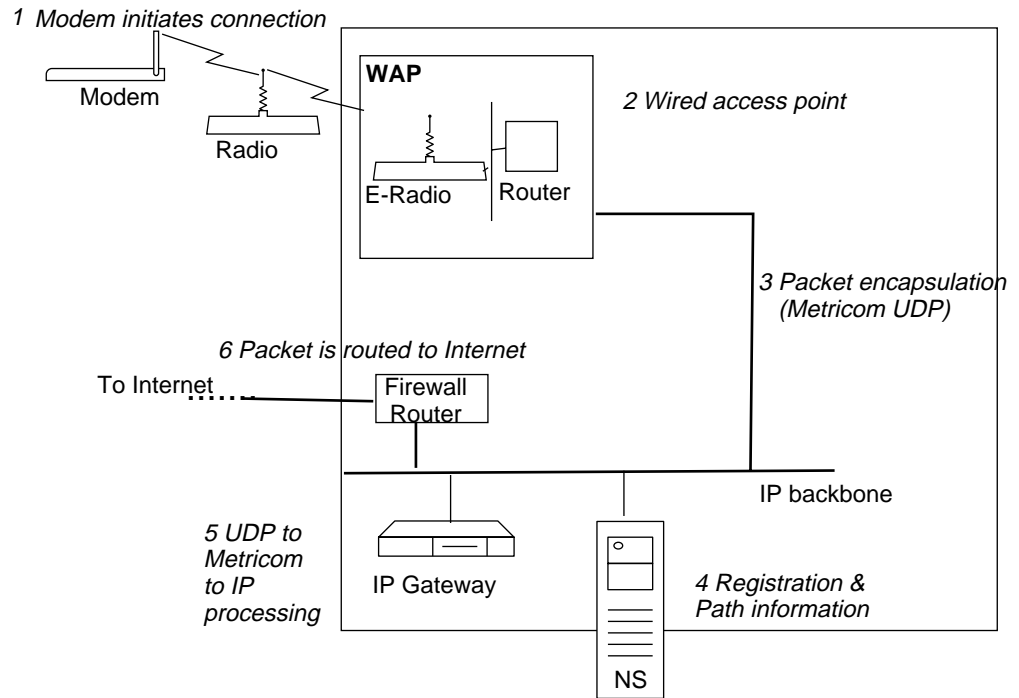 1 Modem initiates connection
WAP
Modem
2 Wired access point
Radio
E-Radio
Router
3 Packet encapsulation
(Metricom UDP)
6 Packet is routed to Internet
To Internet
Firewall
Router
IP backbone
5 UDP to
Metricom
to IP
processing
IP Gateway
4 Registration &
Path information
NS